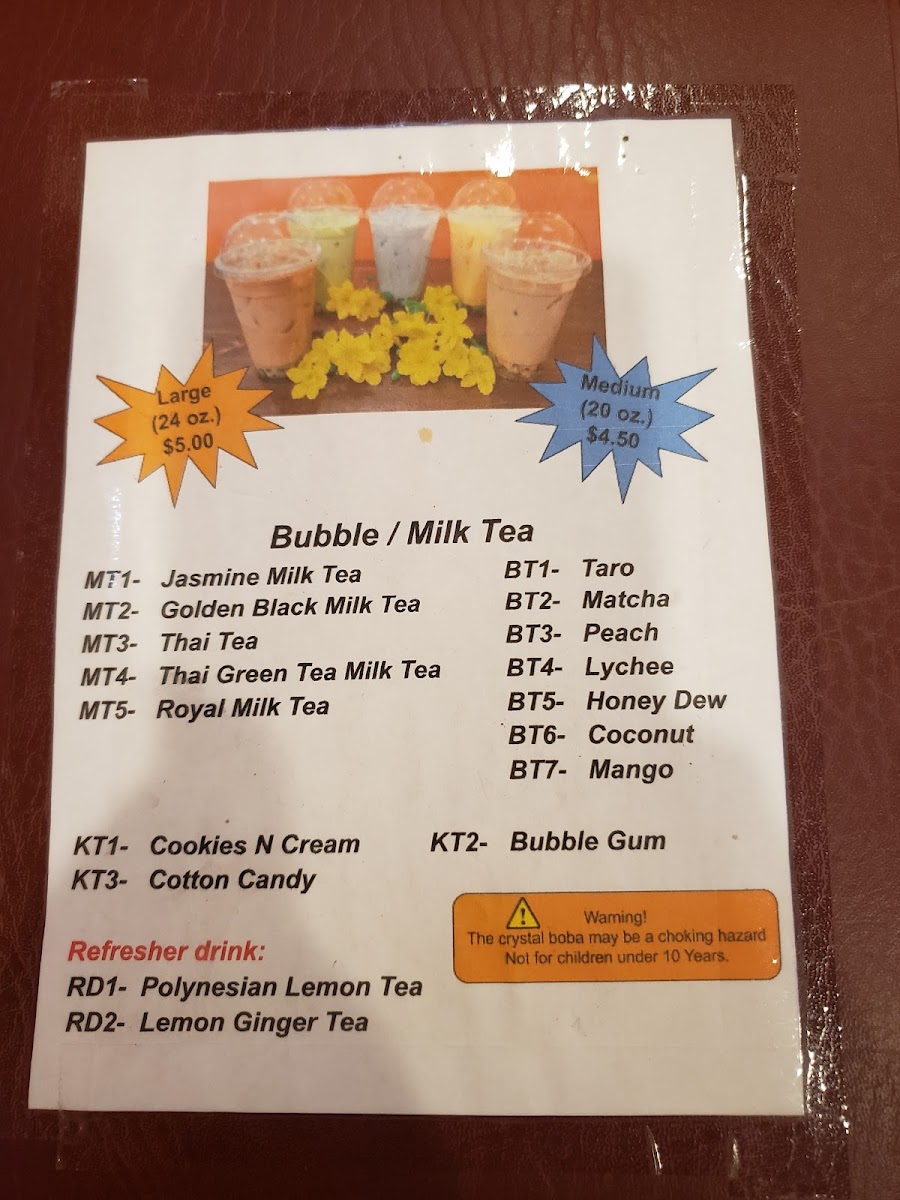 Large
(24 oz.)
$5.00
Medium
(20 oz.)
$4.50
Bubble / Milk Tea
MT1- Jasmine Milk Tea
MT2- Golden Black Milk Tea
MT3- Thai Tea
MT4- Thai Green Tea Milk Tea
MT5- Royal Milk Tea
BT1- Taro
BT2- Matcha
BT3- Peach
BT4- Lychee
BT5- Honey Dew
BT6- Coconut
BT7- Mango
KT1- Cookies N Cream
KT2- Bubble Gum
KT3- Cotton Candy
Warning!
The crystal boba may be a choking hazard
Not for children under 10 Years.
Refresher drink:
RD1- Polynesian Lemon Tea
RD2- Lemon Ginger Tea